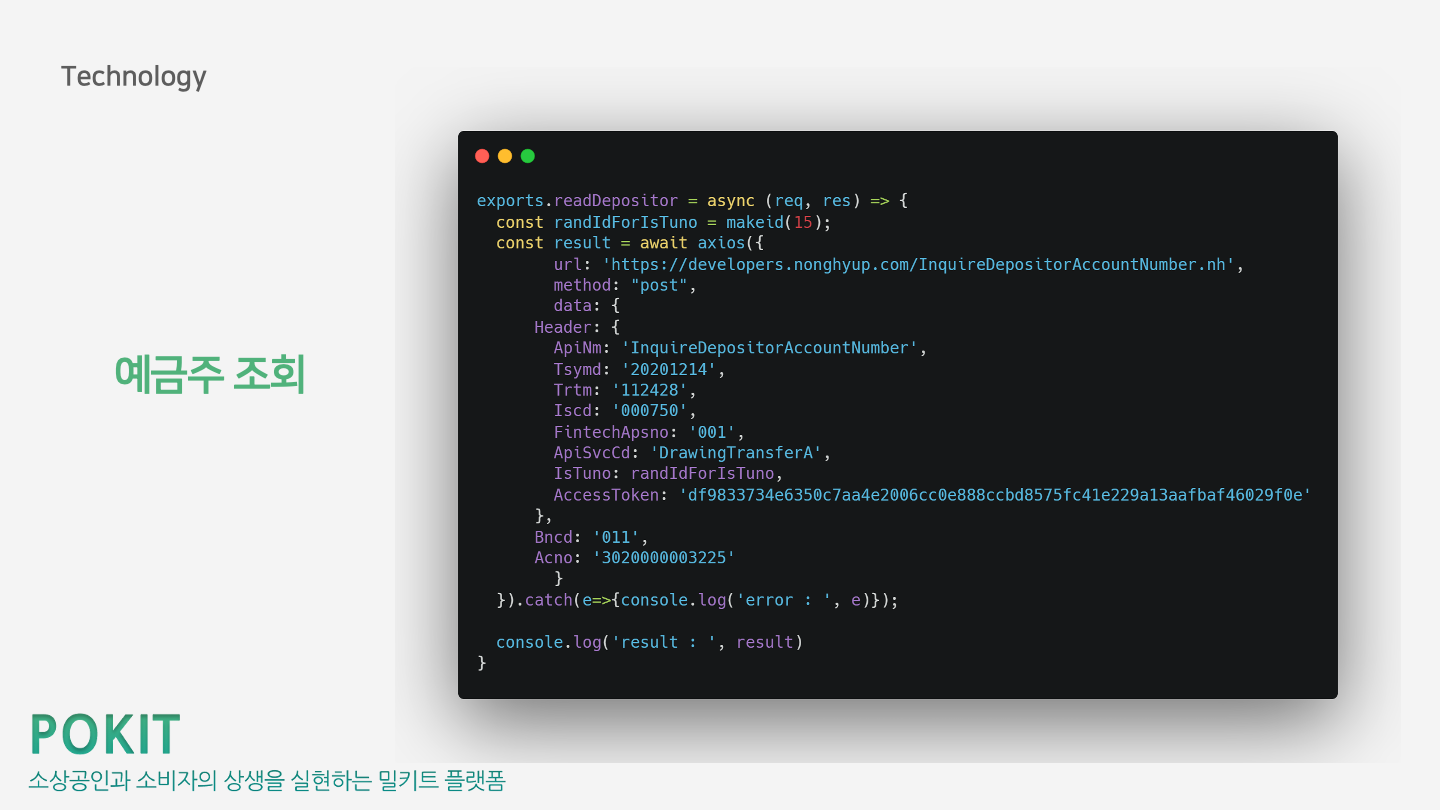 Technology
예금주 조회
exports.readDepositor = async (req, res) => {
  const randIdForIsTuno = makeid(15);
  const result = await axios({
        url: 'https://developers.nonghyup.com/InquireDepositorAccountNumber.nh',
        method: "post",
        data: {
      Header: {
        ApiNm: 'InquireDepositorAccountNumber',
        Tsymd: '20201214',
        Trtm: '112428',
        Iscd: '000750',
        FintechApsno: '001',
        ApiSvcCd: 'DrawingTransferA',
        IsTuno: randIdForIsTuno,
        AccessToken: 'df9833734e6350c7aa4e2006cc0e888ccbd8575fc41e229a13aafbaf46029f0e'
      },
      Bncd: '011',
      Acno: '3020000003225'
        }
  }).catch(e=>{console.log('error : ', e)});
  console.log('result : ', result)
}
POKIT
소상공인과 소비자의 상생을 실현하는 밀키트 플랫폼